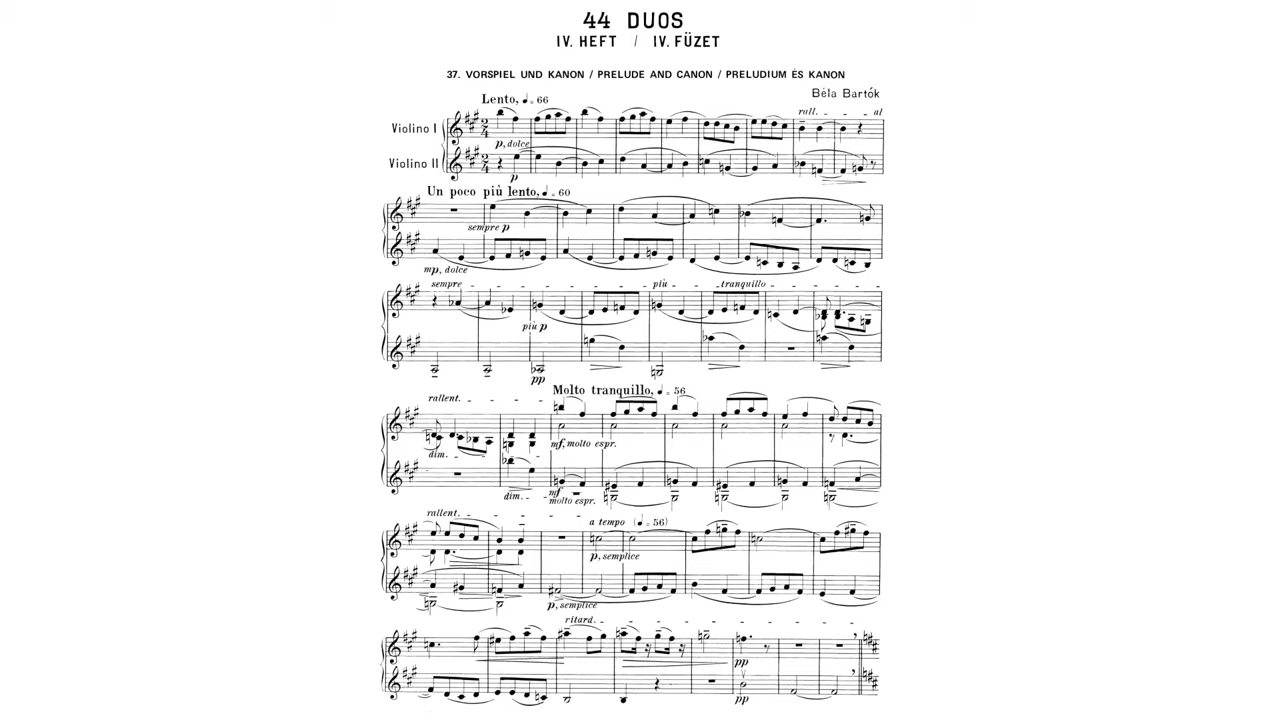 44 DUOS
IV. HEFT / IV. FÜZET
37. VORSPIEL UND KANON / PRELUDE AND CANON / PRELUDIUM ÉS KANON
Béla Bartók
Lento, ♩= 66
rall. al
Violino I
p, dolce
Violino II
p
Un poco più lento, ♩= 60
sempre p
mp, dolce
sempre più tranquillo
più p
pp
rallent.
Molto tranquillo, ♩= 56
dim.
mf, molto espr.
dim.
mf
molto espr.
rallent.
a tempo (♩= 56)
p, semplice
p, semplice
ritard.
pp
pp